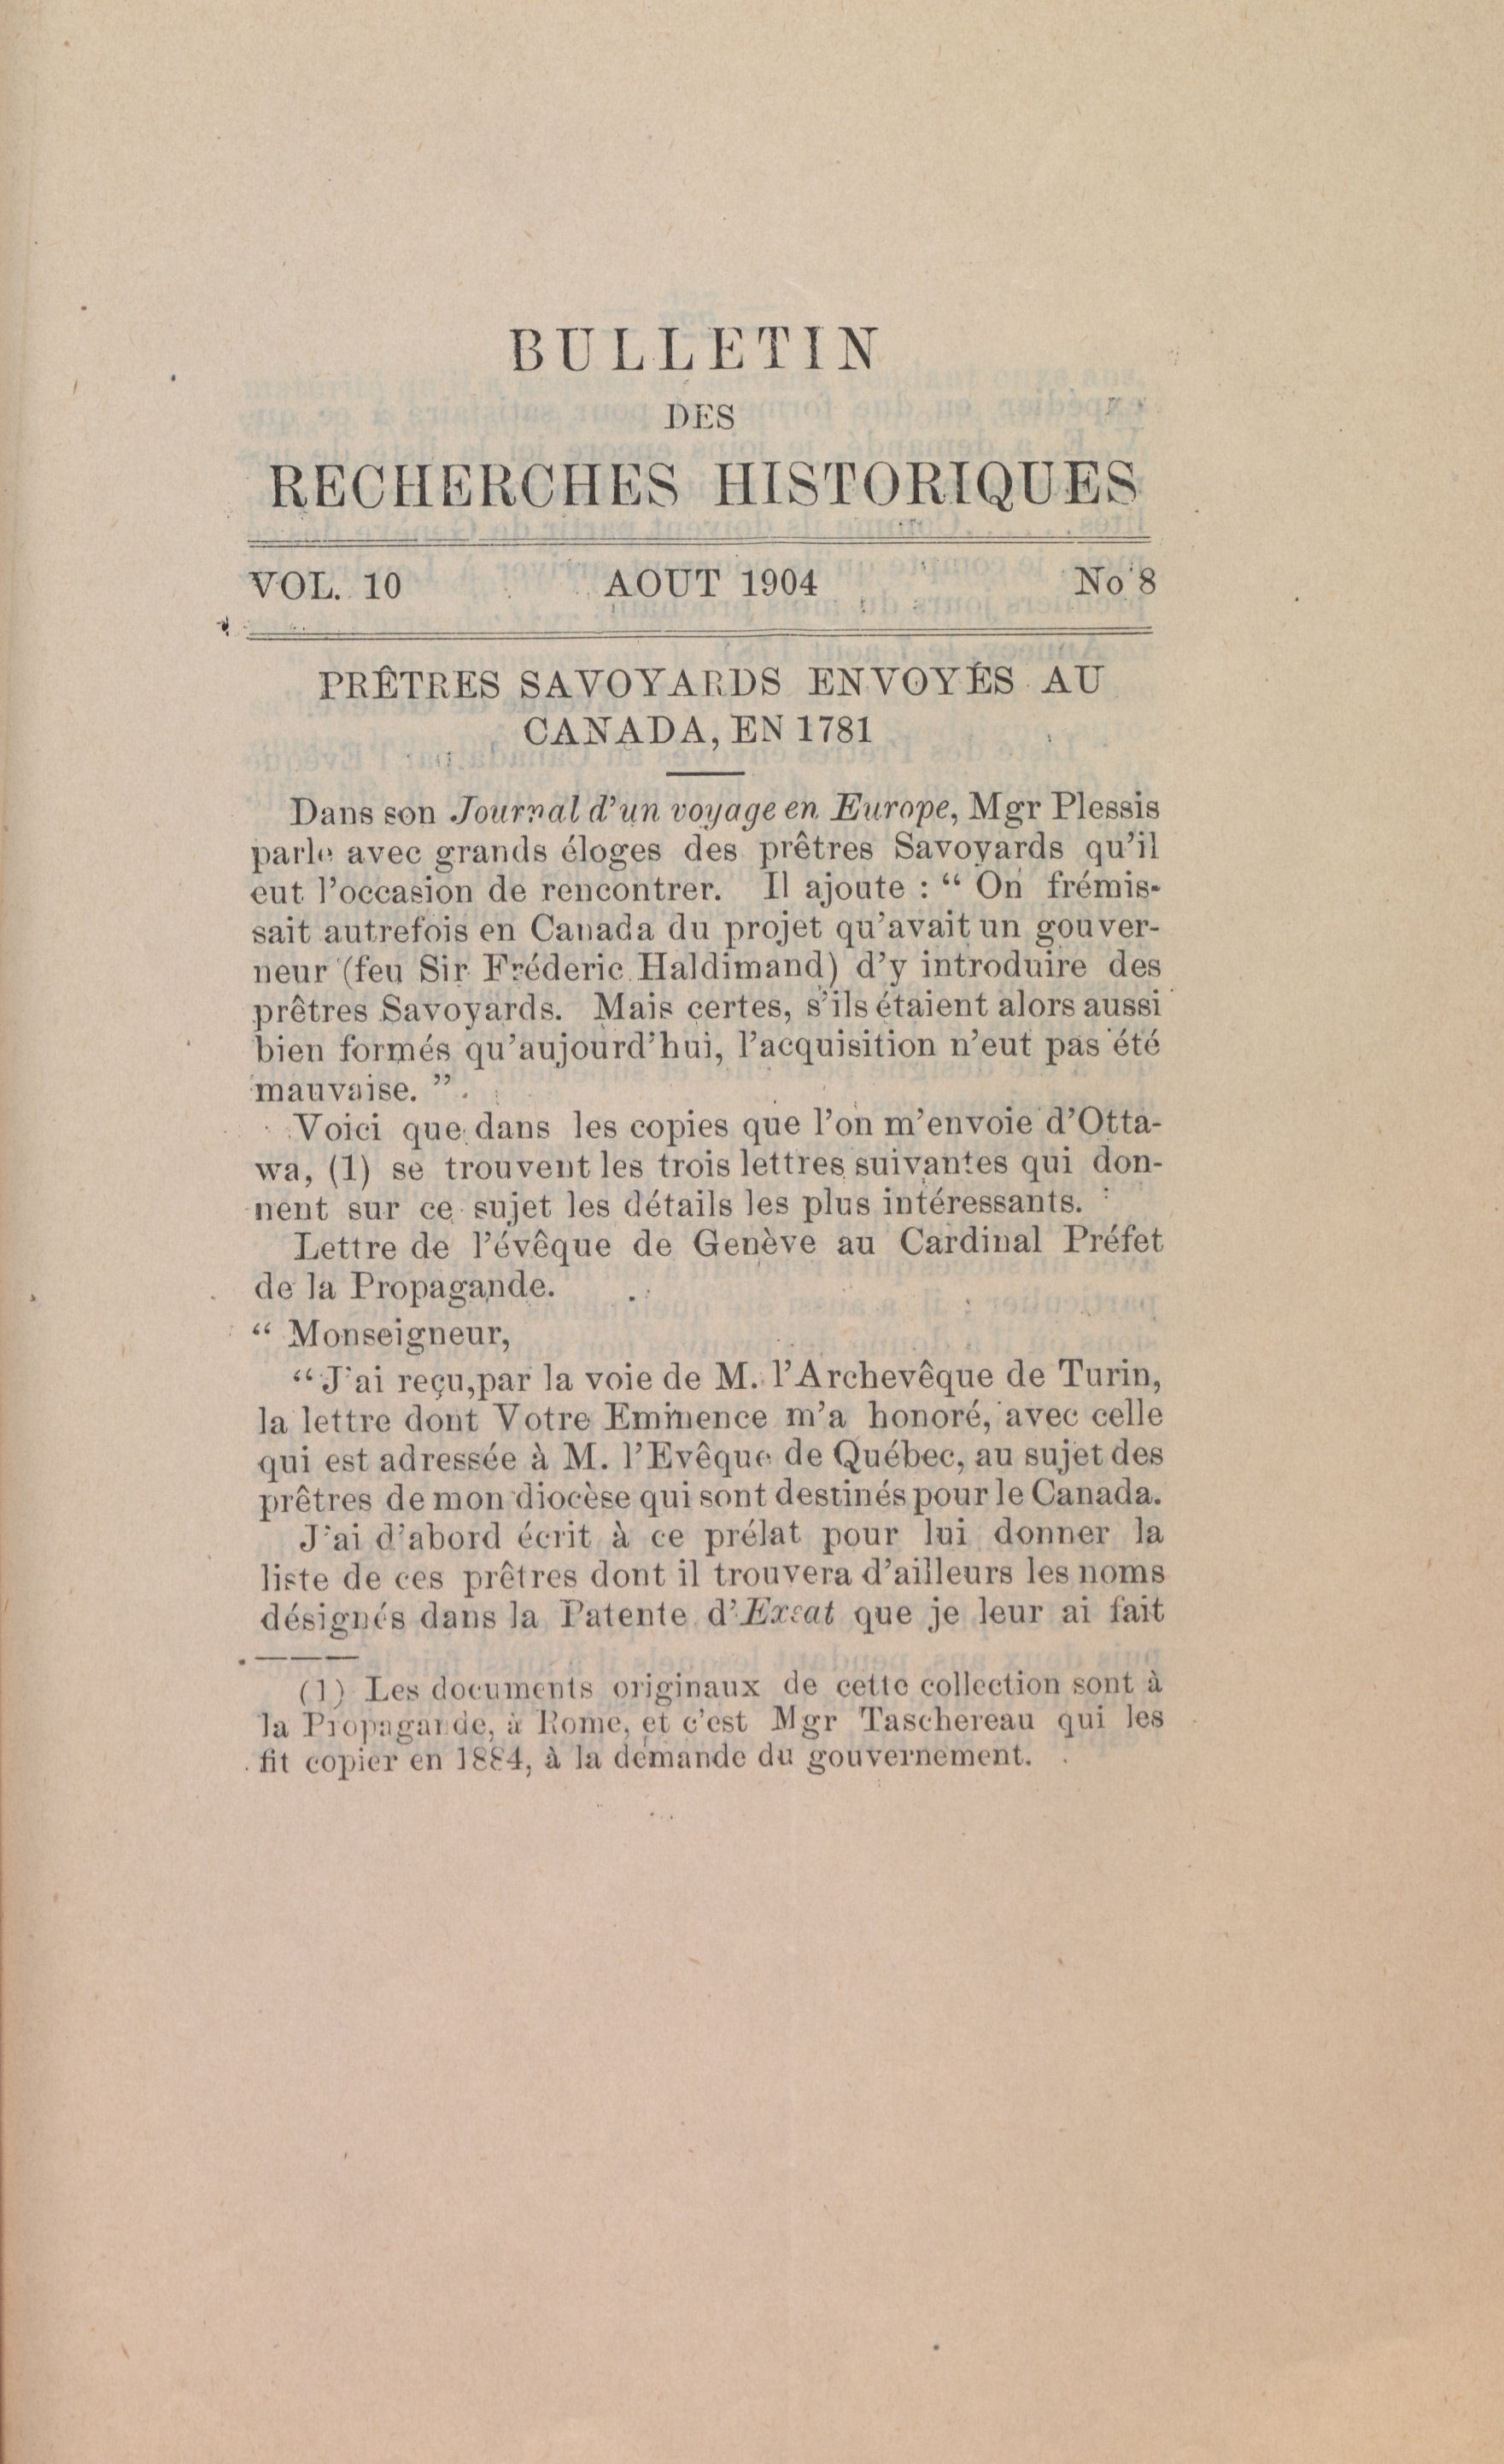 BULLETIN
DES
RECHERCHES HISTORIQUES
VOL. 10 AOUT 1904 No 8
PRÊTRES SAVOYARDS ENVOYÉS AU
CANADA, EN 1781
Dans son Journal d’un voyage en Europe, Mgr Plessis
parle avec grands éloges des prêtres Savoyards qu’il
eut l’occasion de rencontrer. Il ajoute : “ On frémis-
sait autrefois en Canada du projet qu’avait un gouver-
neur (feu Sir Fréderic Haldimand) d’y introduire des
prêtres Savoyards. Mais certes, s’ils étaient alors aussi
bien formés qu’aujourd’hui, l’acquisition n’eut pas été
mauvaise. ”
Voici que dans les copies que l’on m’envoie d’Otta-
wa, (1) se trouvent les trois lettres suivantes qui don-
nent sur ce sujet les détails les plus intéressants.
Lettre de l’évêque de Genève au Cardinal Préfet
de la Propagande.
“ Monseigneur,
“ J’ai reçu,par la voie de M. l’Archevêque de Turin,
la lettre dont Votre Eminence m’a honoré, avec celle
qui est adressée à M. l’Evêque de Québec, au sujet des
prêtres de mon diocèse qui sont destinés pour le Canada.
J’ai d’abord écrit à ce prélat pour lui donner la
liste de ces prêtres dont il trouvera d’ailleurs les noms
désignés dans la Patente d’Exeat que je leur ai fait
(1) Les documents originaux de cette collection sont à
la Propagande, à Rome, et c’est Mgr Taschereau qui les
fit copier en 1884, à la demande du gouvernement.